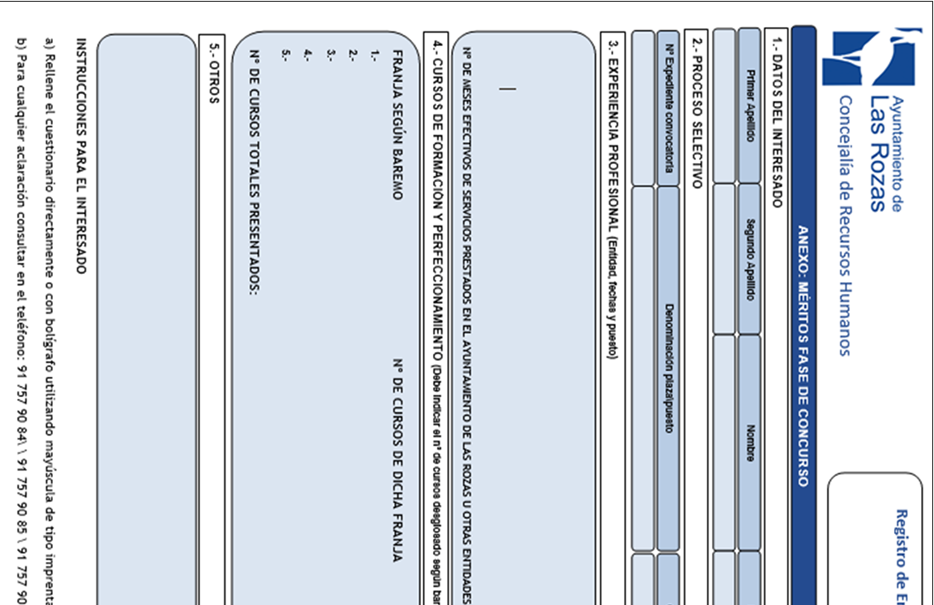 Ayuntamiento de
Las Rozas
Concejalía de Recursos Humanos
Registro de
ANEXO: MÉRITOS FASE DE CONCURSO
1.- DATOS DEL INTERESADO
Primer Apellido Segundo Apellido Nombre
2.- PROCESO SELECTIVO
Nº Expediente convocatoria Denominación plaza\puesto
3.- EXPERIENCIA PROFESIONAL (Entidad, fechas y puesto)
Nº DE MESES EFECTIVOS DE SERVICIOS PRESTADOS EN EL AYUNTAMIENTO DE LAS ROZAS U OTRAS ENTIDADES
4.- CURSOS DE FORMACION Y PERFECCIONAMIENTO (Debe indicar el nº de cursos desglosado según bar
FRANJA SEGÚN BAREMO Nº DE CURSOS DE DICHA FRANJA
1.-
2.-
3.-
4.-
5.-
Nº DE CURSOS TOTALES PRESENTADOS:
5.- OTROS
INSTRUCCIONES PARA EL INTERESADO
a) Rellene el cuestionario directamente o con bolígrafo utilizando mayúscula de tipo imprenta
b) Para cualquier aclaración consultar en el teléfono: 91 757 90 84\ \ 91 757 90 85 \ 91 757 90